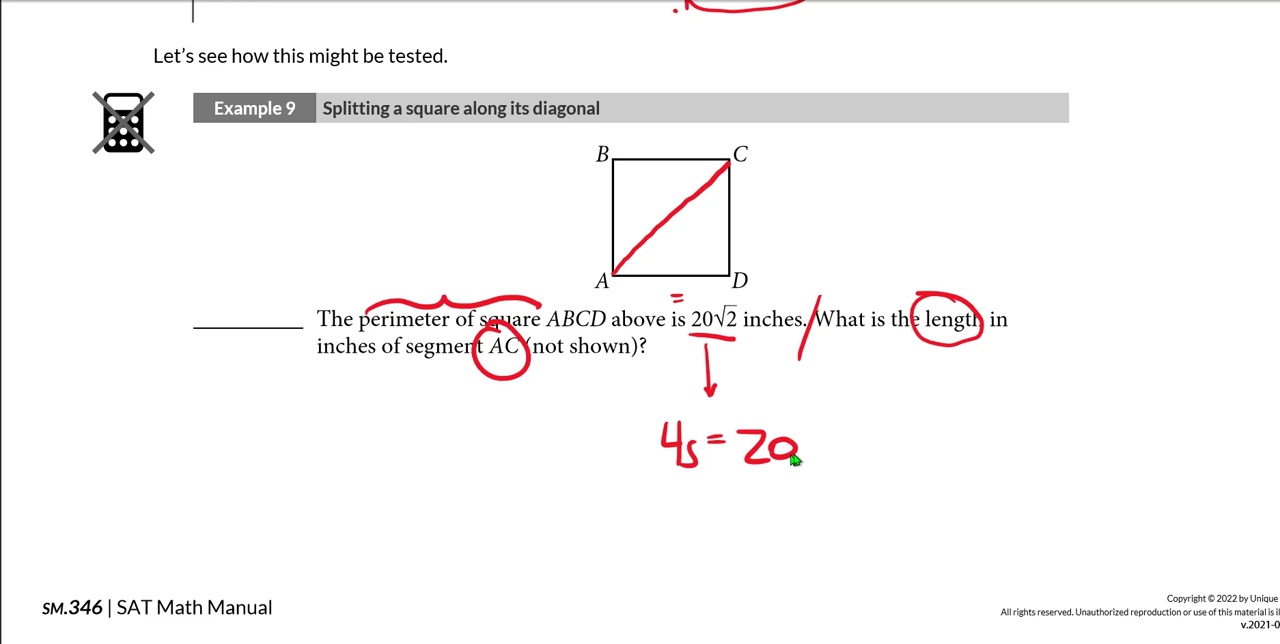 Let's see how this might be tested.
Example 9 Splitting a square along its diagonal
B C
A D
=
The perimeter of square ABCD above is 20√2 inches. What is the length in
inches of segment AC (not shown)?
4s = 20
SM.346 | SAT Math Manual
Copyright © 2022 by Unique
All rights reserved. Unauthorized reproduction or use of this material is il
v.2021-0